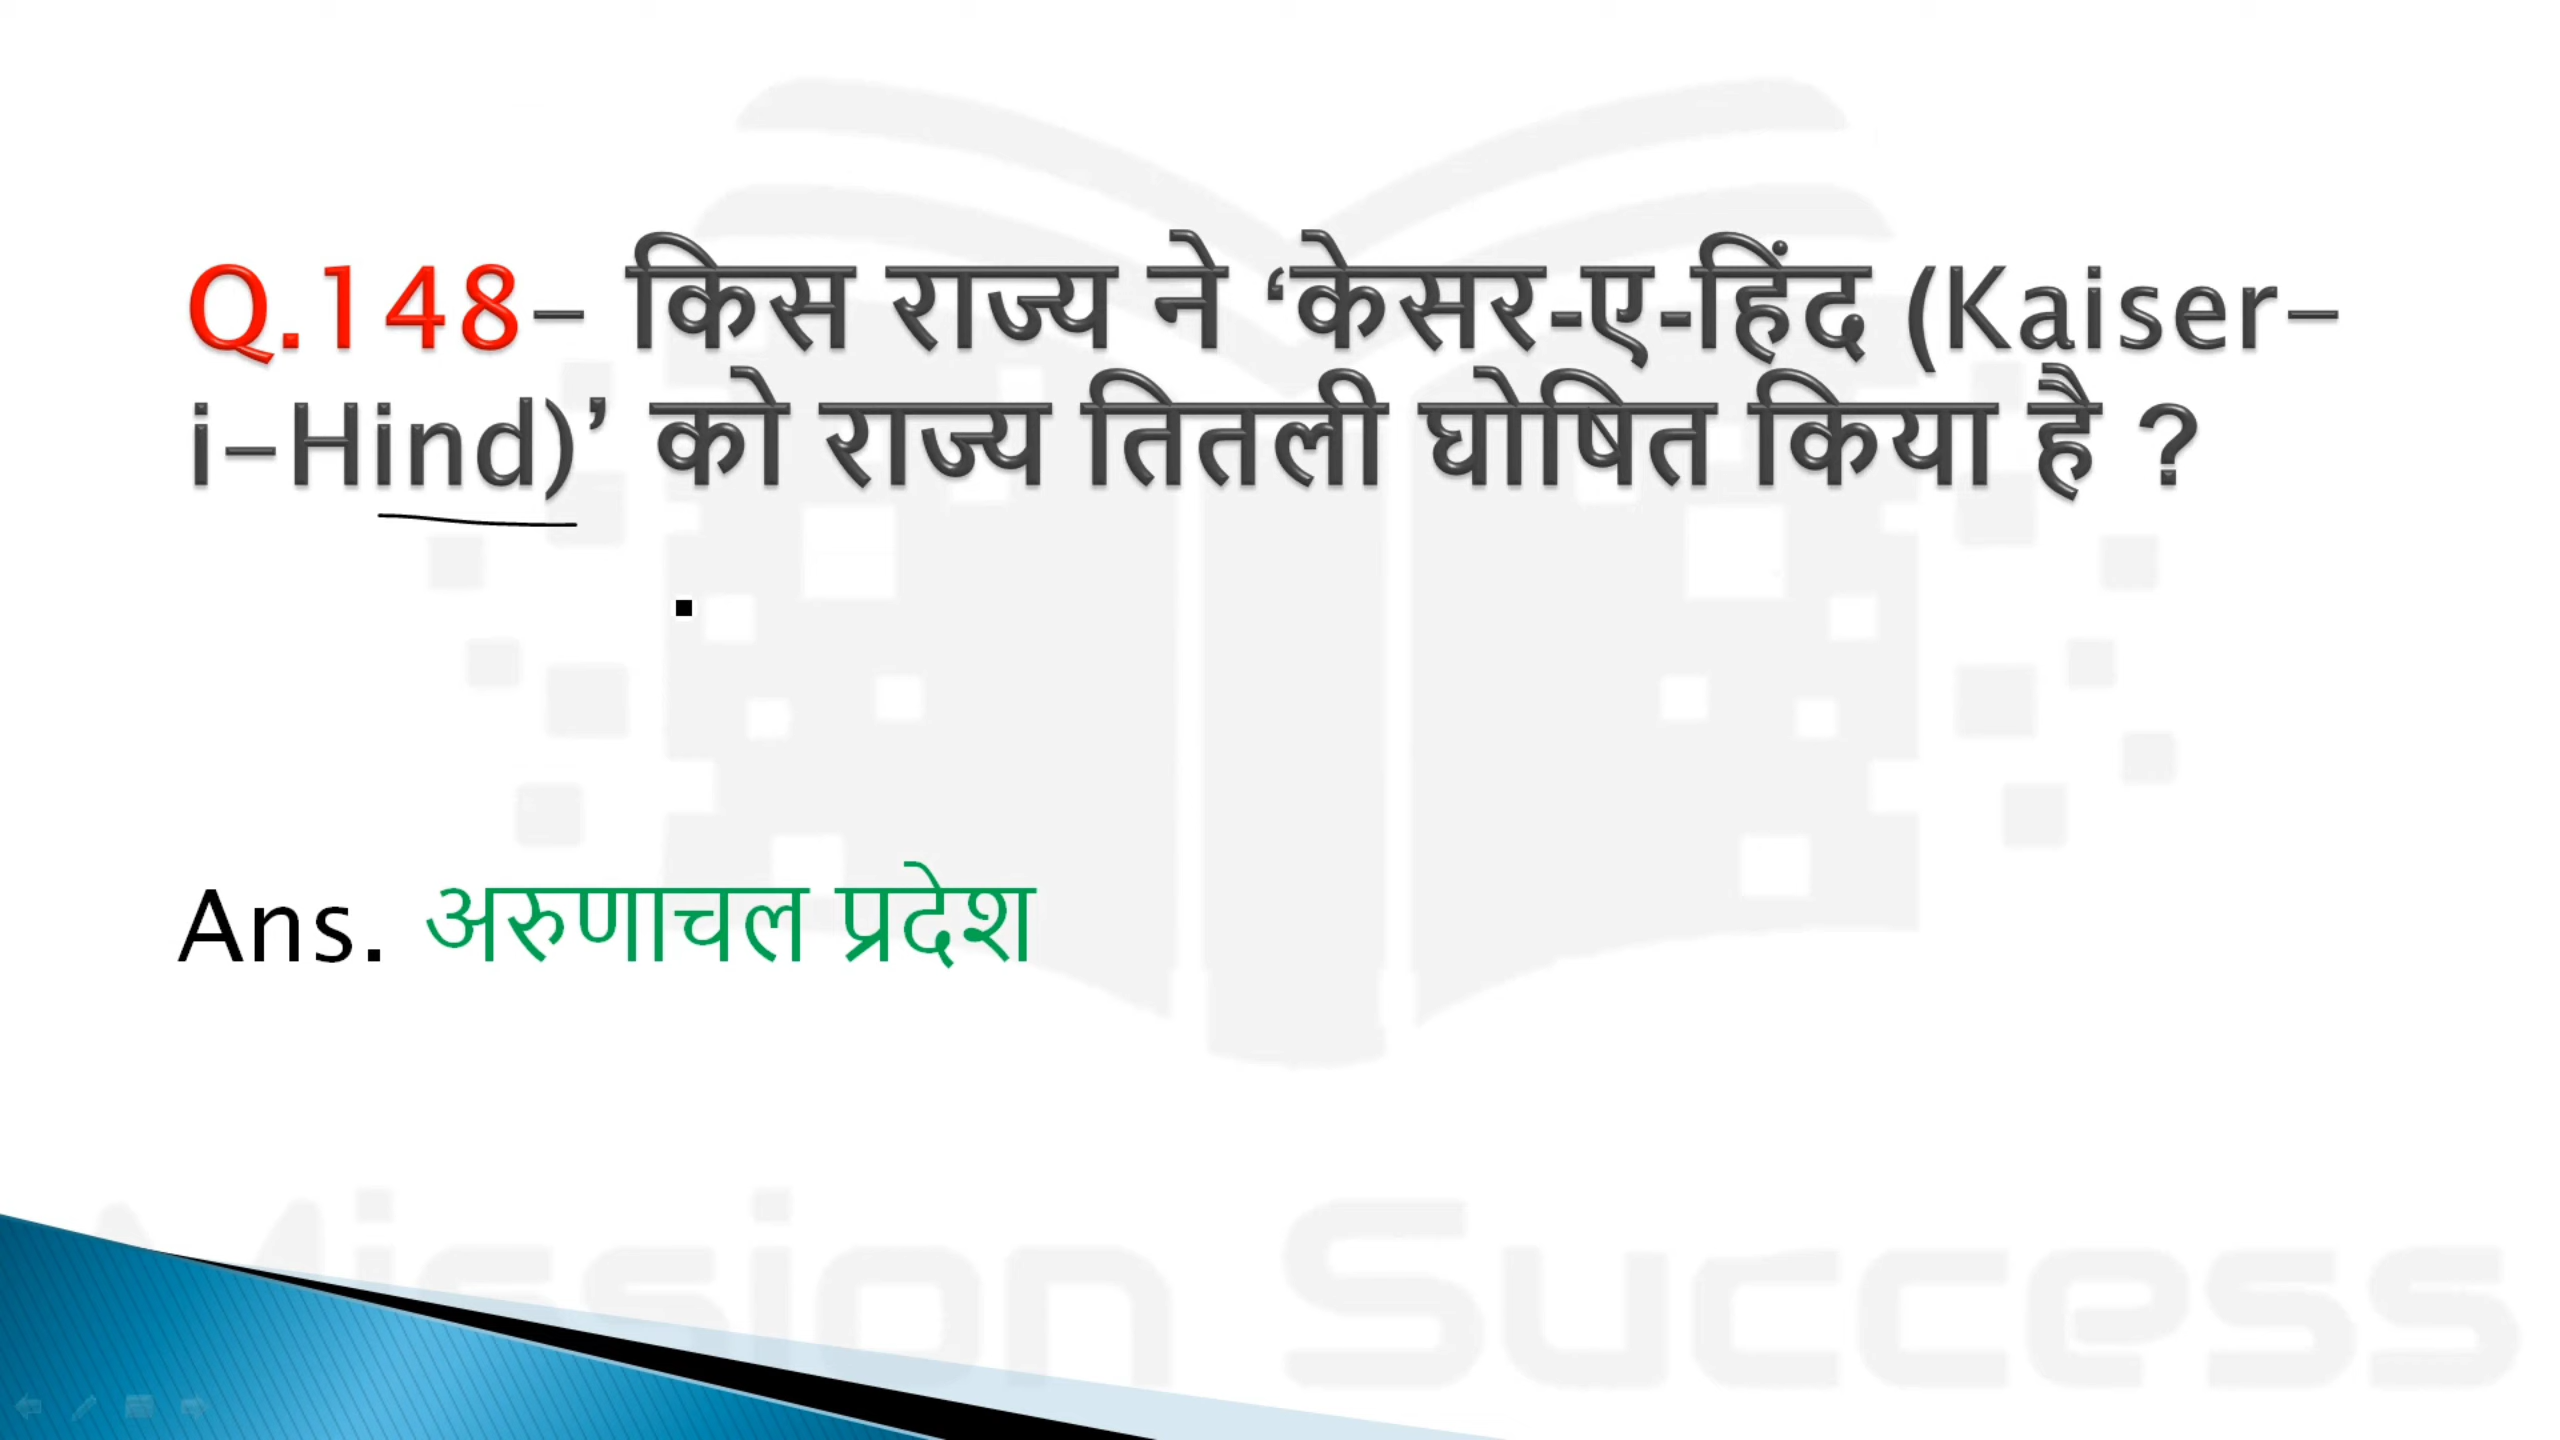 Q.148- किस राज्य ने ‘केसर-ए-हिंद (Kaiser-
i-Hind)’ को राज्य तितली घोषित किया है ?
Ans. अरुणाचल प्रदेश
Mission Success